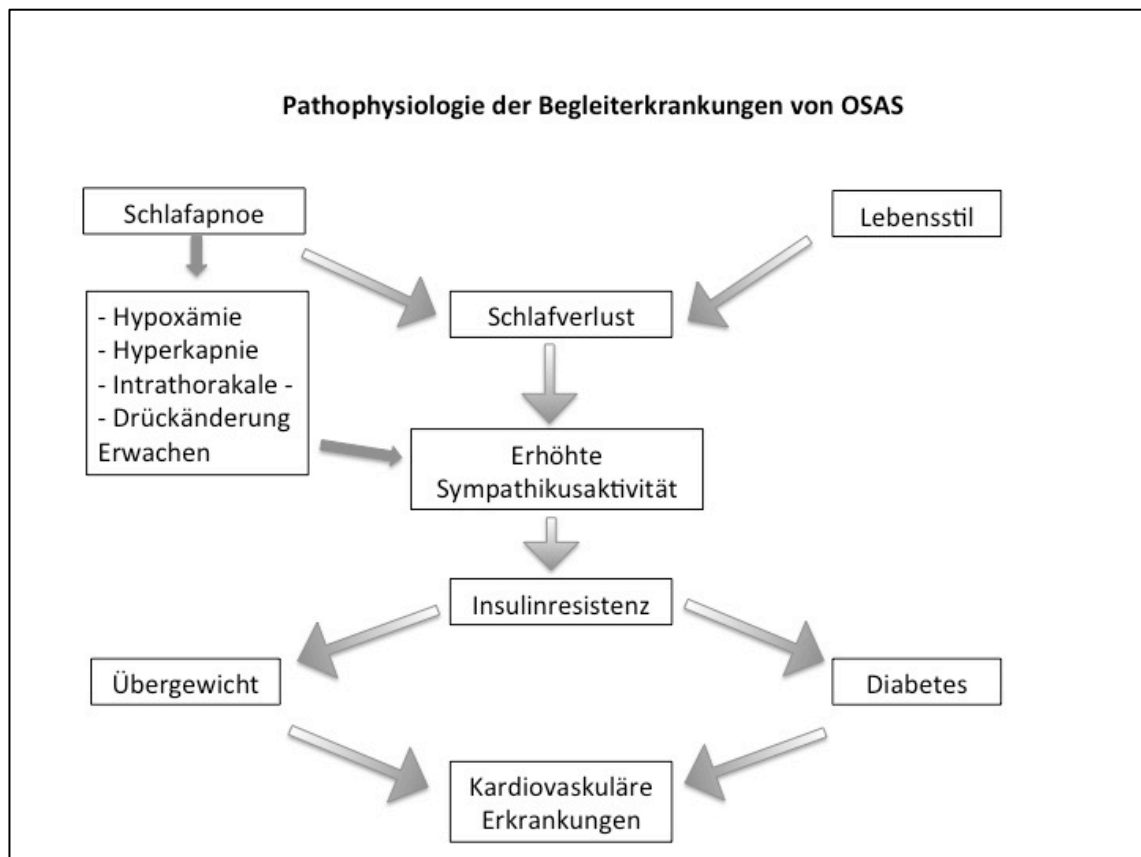 Pathophysiologie der Begleiterkrankungen von OSAS
Schlafapnoe
Lebensstil
- Hypoxämie
- Hyperkapnie
- Intrathorakale -
- Drückänderung
Erwachen
Schlafverlust
Erhöhte
Sympathikusaktivität
Insulinresistenz
Übergewicht
Diabetes
Kardiovaskuläre
Erkrankungen